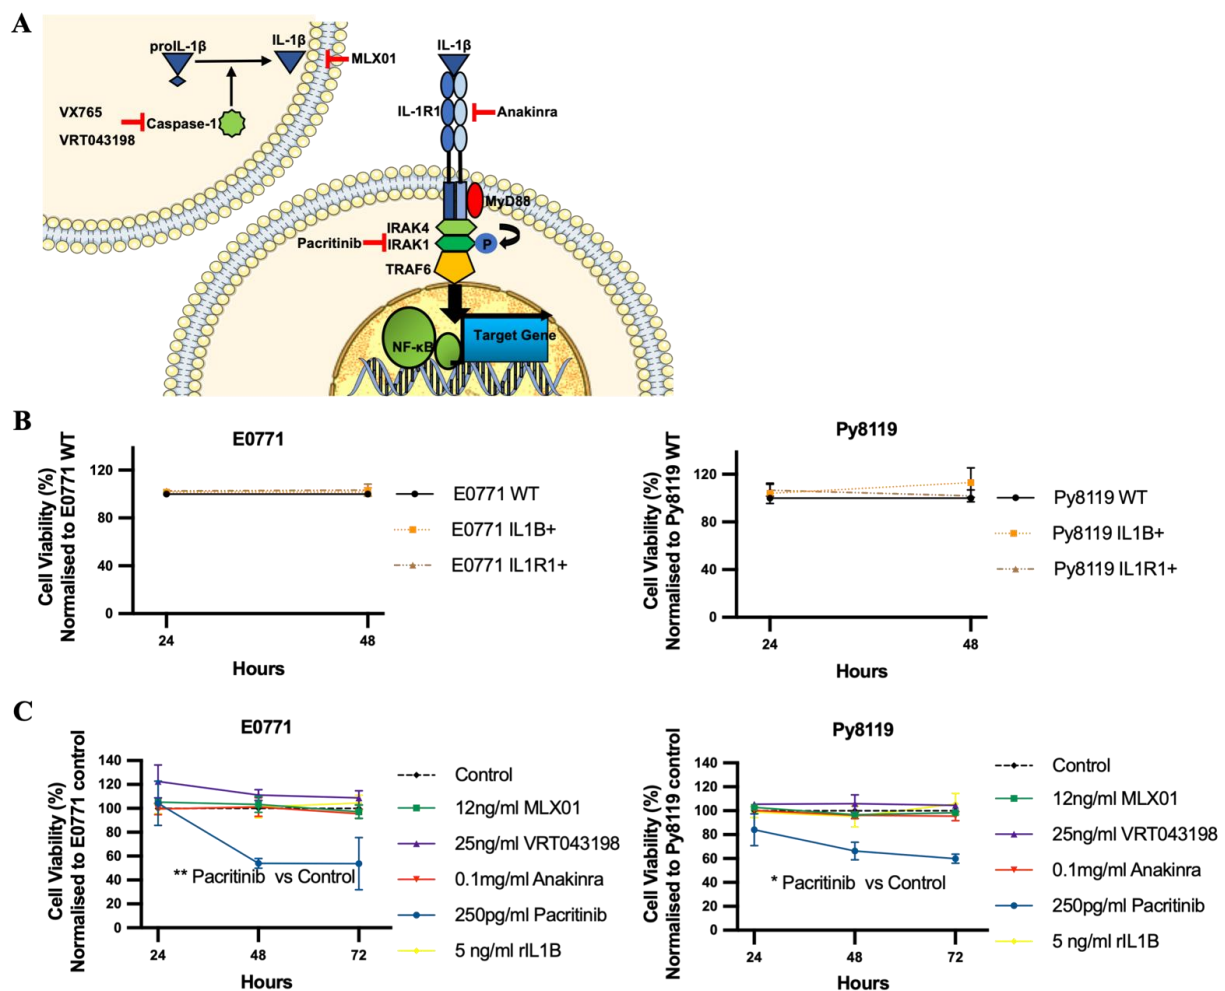 A
proIL-1β
IL-1β
MLX01
VX765
VRT043198
Caspase-1
IL-1β
IL-1R1
Anakinra
MyD88
IRAK4
Pacritinib
IRAK1
P
TRAF6
NF-κB
Target Gene
B
E0771
Cell Viability (%)
Normalised to E0771 WT
120
80
40
0
24
48
Hours
E0771 WT
E0771 IL1B+
E0771 IL1R1+
Py8119
Cell Viability (%)
Normalised to Py8119 WT
120
80
40
0
24
48
Hours
Py8119 WT
Py8119 IL1B+
Py8119 IL1R1+
C
E0771
Cell Viability (%)
Normalised to E0771 control
140
120
100
80
60
40
20
0
** Pacritinib vs Control
24
48
72
Hours
Control
12ng/ml MLX01
25ng/ml VRT043198
0.1mg/ml Anakinra
250pg/ml Pacritinib
5 ng/ml rIL1B
Py8119
Cell Viability (%)
Normalised to Py8119 control
140
120
100
80
60
40
20
0
* Pacritinib vs Control
24
48
72
Hours
Control
12ng/ml MLX01
25ng/ml VRT043198
0.1mg/ml Anakinra
250pg/ml Pacritinib
5 ng/ml rIL1B